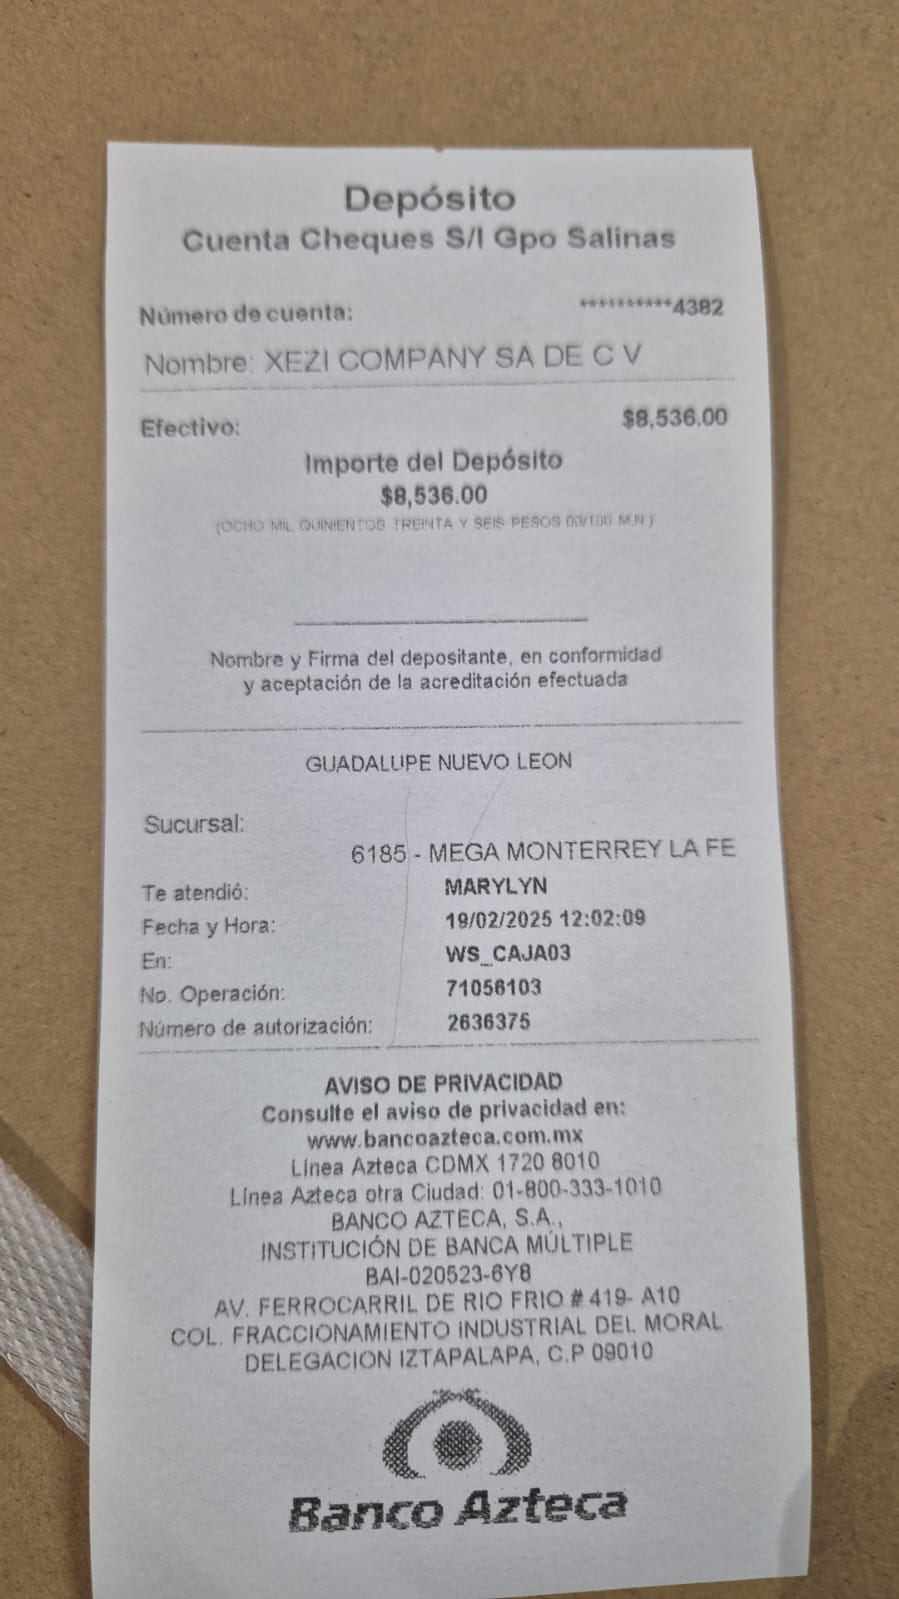 Depósito
Cuenta Cheques S/I Gpo Salinas
Número de cuenta: **********4382
Nombre: XEZI COMPANY SA DE C V
Efectivo: $8,536.00
Importe del Depósito
$8,536.00
(OCHO MIL QUINIENTOS TREINTA Y SEIS PESOS 00/100 M.N.)
Nombre y Firma del depositante, en conformidad
y aceptación de la acreditación efectuada
GUADALUPE NUEVO LEON
Sucursal:
6185 - MEGA MONTERREY LA FE
Te atendió: MARYLYN
Fecha y Hora: 19/02/2025 12:02:09
En: WS_CAJA03
No. Operación: 71056103
Número de autorización: 2636375
AVISO DE PRIVACIDAD
Consulte el aviso de privacidad en:
www.bancoazteca.com.mx
Línea Azteca CDMX 1720 8010
Línea Azteca otra Ciudad: 01-800-333-1010
BANCO AZTECA, S.A.,
INSTITUCIÓN DE BANCA MÚLTIPLE
BAI-020523-6Y8
AV. FERROCARRIL DE RIO FRIO # 419- A10
COL. FRACCIONAMIENTO INDUSTRIAL DEL MORAL
DELEGACION IZTAPALAPA, C.P 09010
Banco Azteca